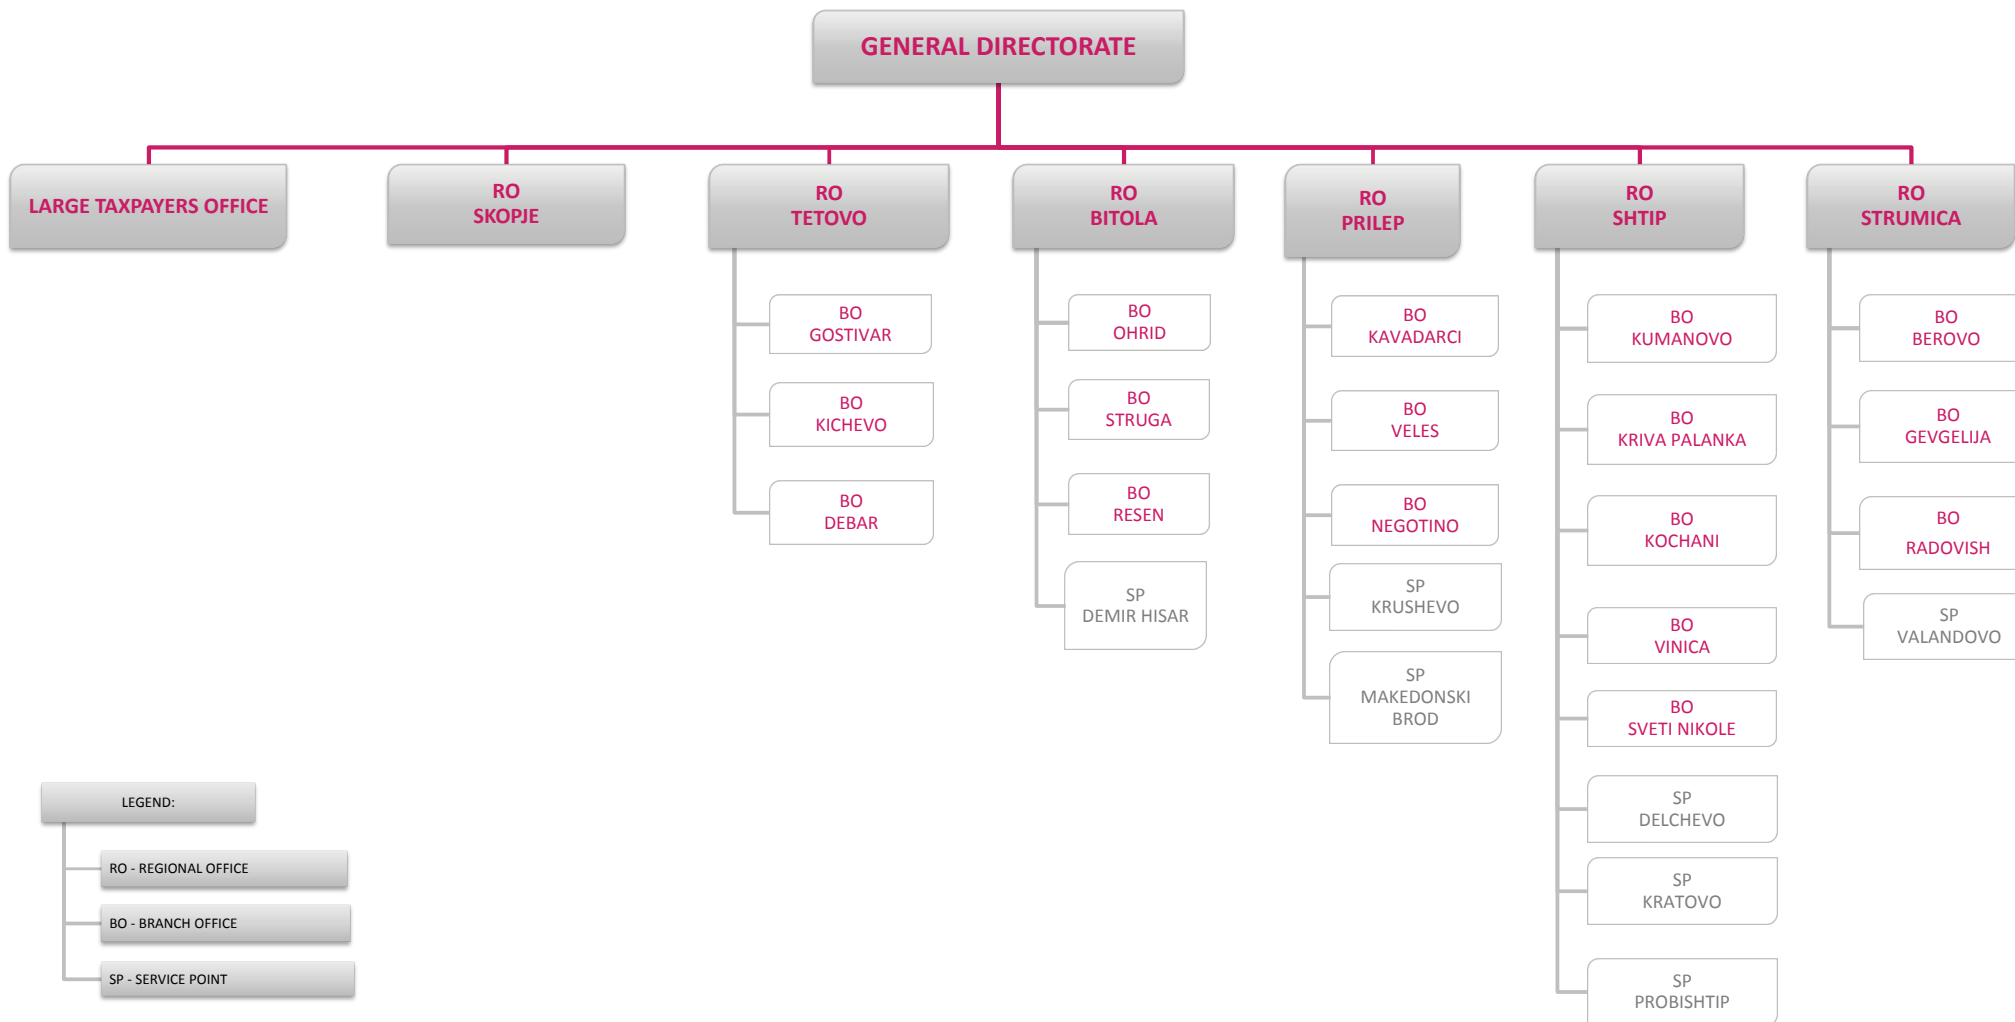 GENERAL DIRECTORATE
LARGE TAXPAYERS OFFICE
RO
SKOPJE
RO
TETOVO
RO
BITOLA
RO
PRILEP
RO
SHTIP
RO
STRUMICA
BO
GOSTIVAR
BO
KICHEVO
BO
DEBAR
BO
OHRID
BO
STRUGA
BO
RESEN
SP
DEMIR HISAR
BO
KAVADARCI
BO
VELES
BO
NEGOTINO
SP
KRUSHEVO
SP
MAKEDONSKI
BROD
BO
KUMANOVO
BO
KRIVA PALANKA
BO
KOCHANI
BO
VINICA
BO
SVETI NIKOLE
SP
DELCHEVO
SP
KRATOVO
SP
PROBISHTIP
BO
BEROVO
BO
GEVGELIJA
BO
RADOVISH
SP
VALANDOVO
LEGEND:
RO - REGIONAL OFFICE
BO - BRANCH OFFICE
SP - SERVICE POINT